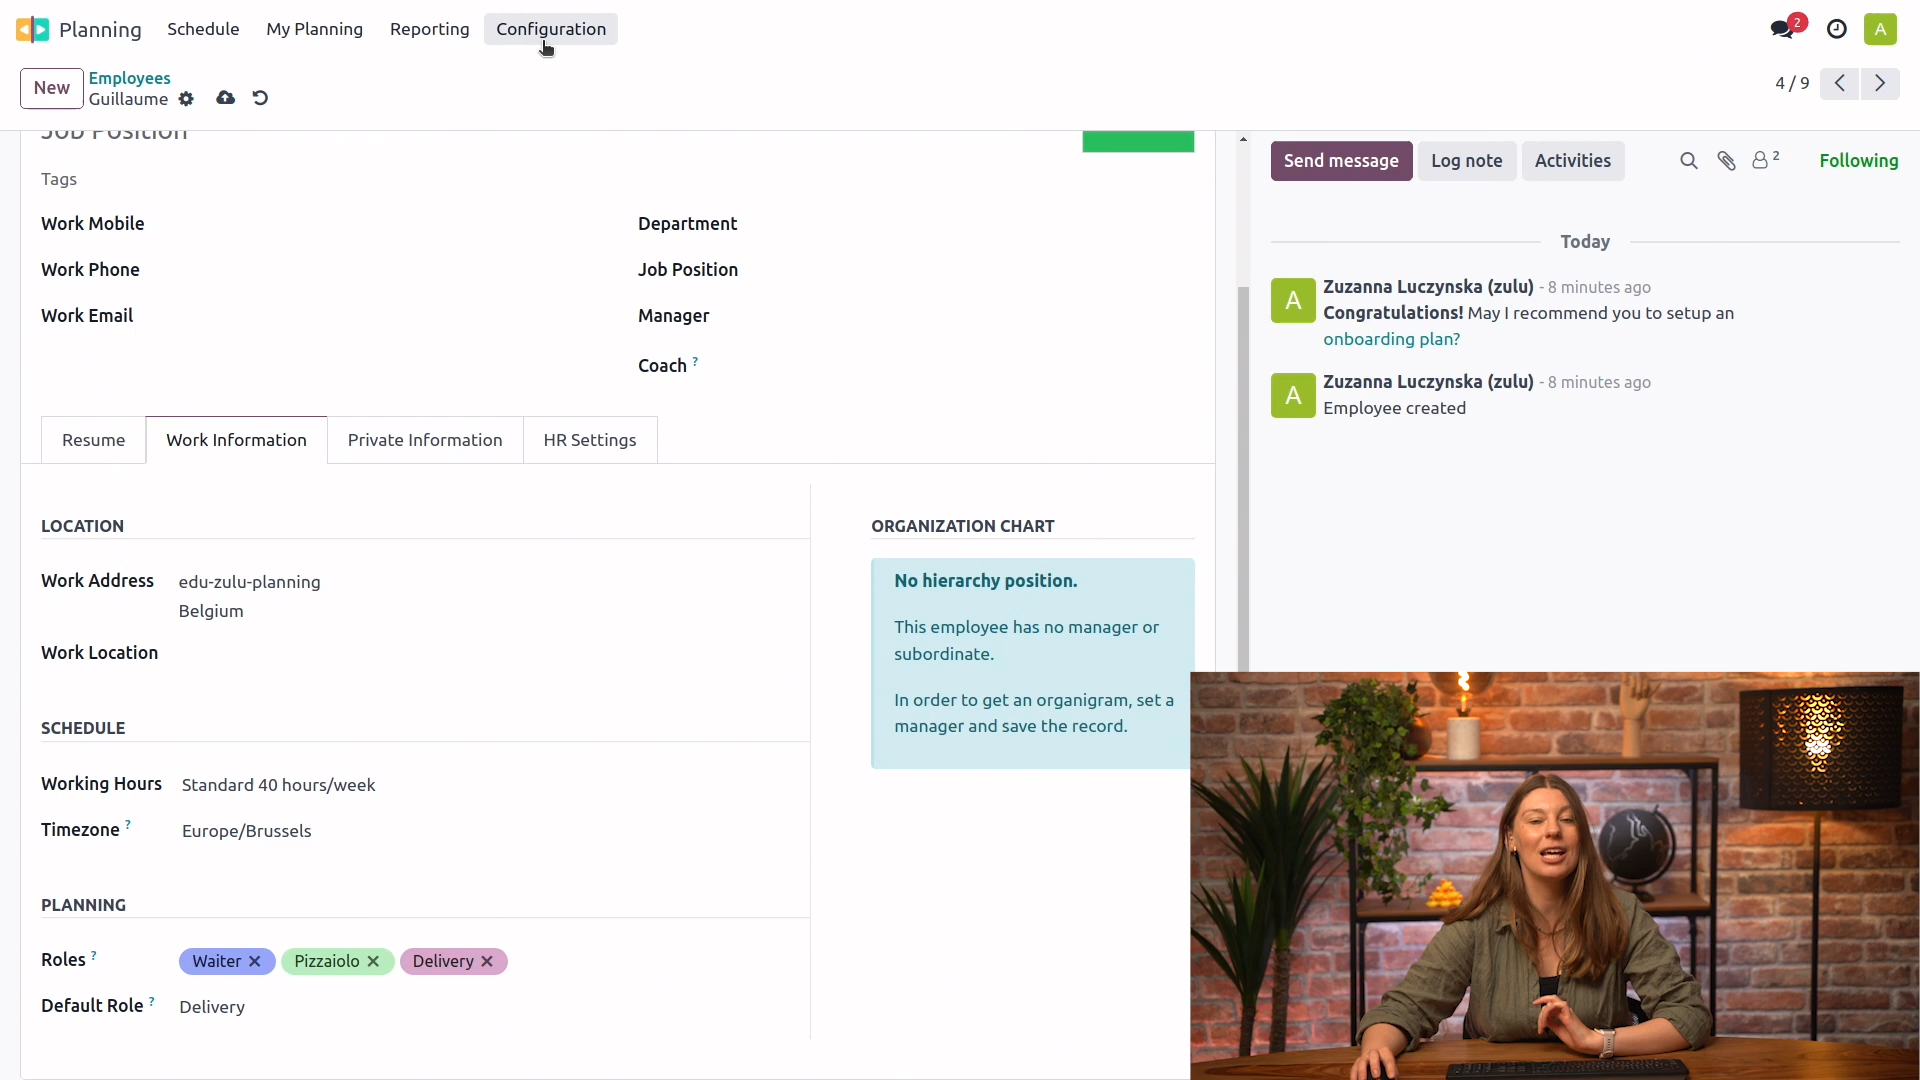 Planning Schedule My Planning Reporting Configuration 2 A
New Employees 4 / 9
Guillaume
Job Position
Send message Log note Activities 2 Following
Tags
Work Mobile Department
Work Phone Job Position
Work Email Manager
Coach ?
Today
A Zuzanna Luczynska (zulu) - 8 minutes ago
Congratulations! May I recommend you to setup an
onboarding plan?
A Zuzanna Luczynska (zulu) - 8 minutes ago
Employee created
Resume Work Information Private Information HR Settings
LOCATION
Work Address edu-zulu-planning
Belgium
Work Location
SCHEDULE
Working Hours Standard 40 hours/week
Timezone ? Europe/Brussels
PLANNING
Roles ? Waiter Pizzaiolo Delivery
Default Role ? Delivery
ORGANIZATION CHART
No hierarchy position.
This employee has no manager or
subordinate.
In order to get an organigram, set a
manager and save the record.